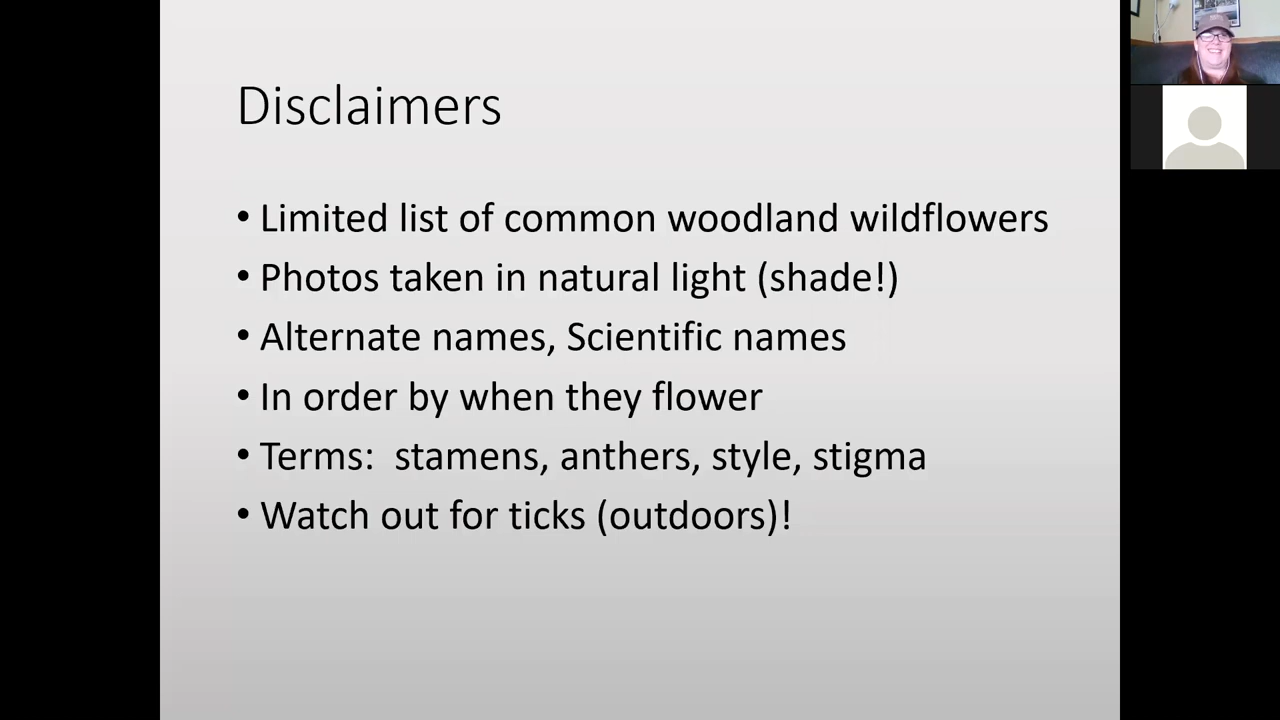 Disclaimers
• Limited list of common woodland wildflowers
• Photos taken in natural light (shade!)
• Alternate names, Scientific names
• In order by when they flower
• Terms:  stamens, anthers, style, stigma
• Watch out for ticks (outdoors)!